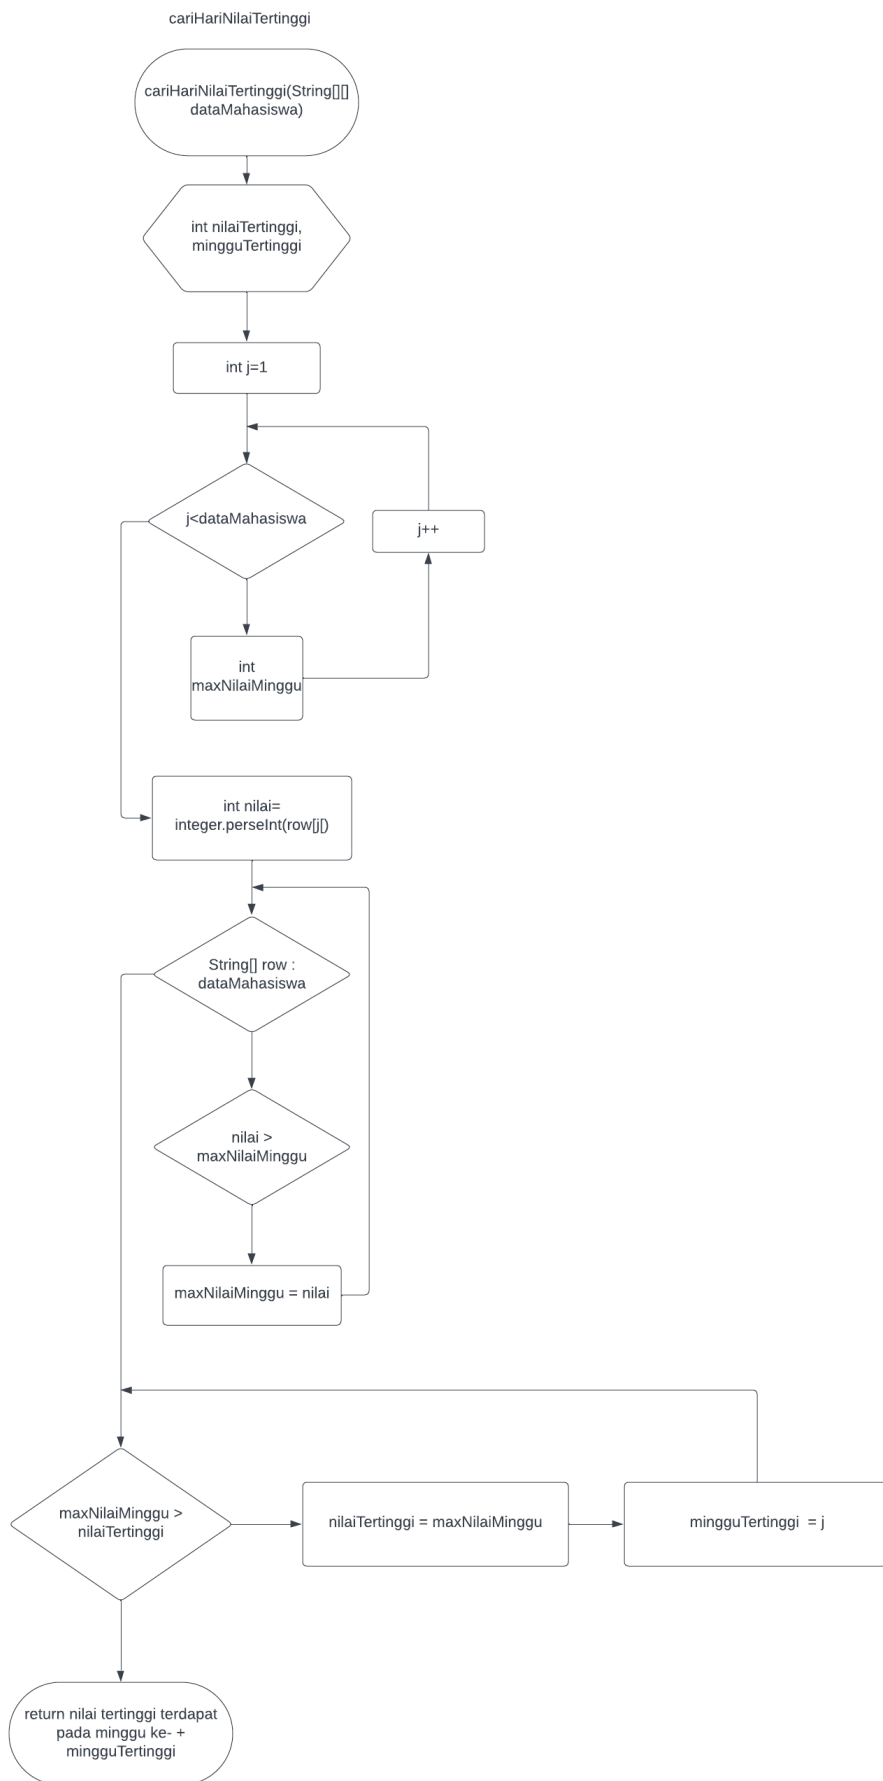 cariHariNilaiTertinggi
cariHariNilaiTertinggi(String[][]
dataMahasiswa)
int nilaiTertinggi,
mingguTertinggi
int j=1
j<dataMahasiswa
j++
int
maxNilaiMinggu
int nilai=
integer.perseInt(row[j[)
String[] row :
dataMahasiswa
nilai >
maxNilaiMinggu
maxNilaiMinggu = nilai
maxNilaiMinggu >
nilaiTertinggi
nilaiTertinggi = maxNilaiMinggu
mingguTertinggi  = j
return nilai tertinggi terdapat
pada minggu ke- +
mingguTertinggi